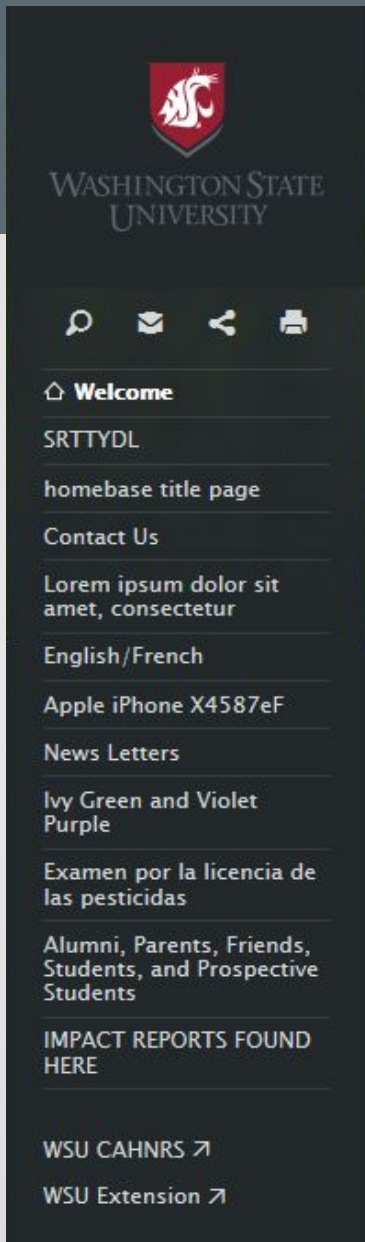 WASHINGTON STATE
UNIVERSITY
Welcome
SRTTYDL
homebase title page
Contact Us
Lorem ipsum dolor sit
amet, consectetur
English/French
Apple iPhone X4587eF
News Letters
Ivy Green and Violet
Purple
Examen por la licencia de
las pesticidas
Alumni, Parents, Friends,
Students, and Prospective
Students
IMPACT REPORTS FOUND
HERE
WSU CAHNRS
WSU Extension